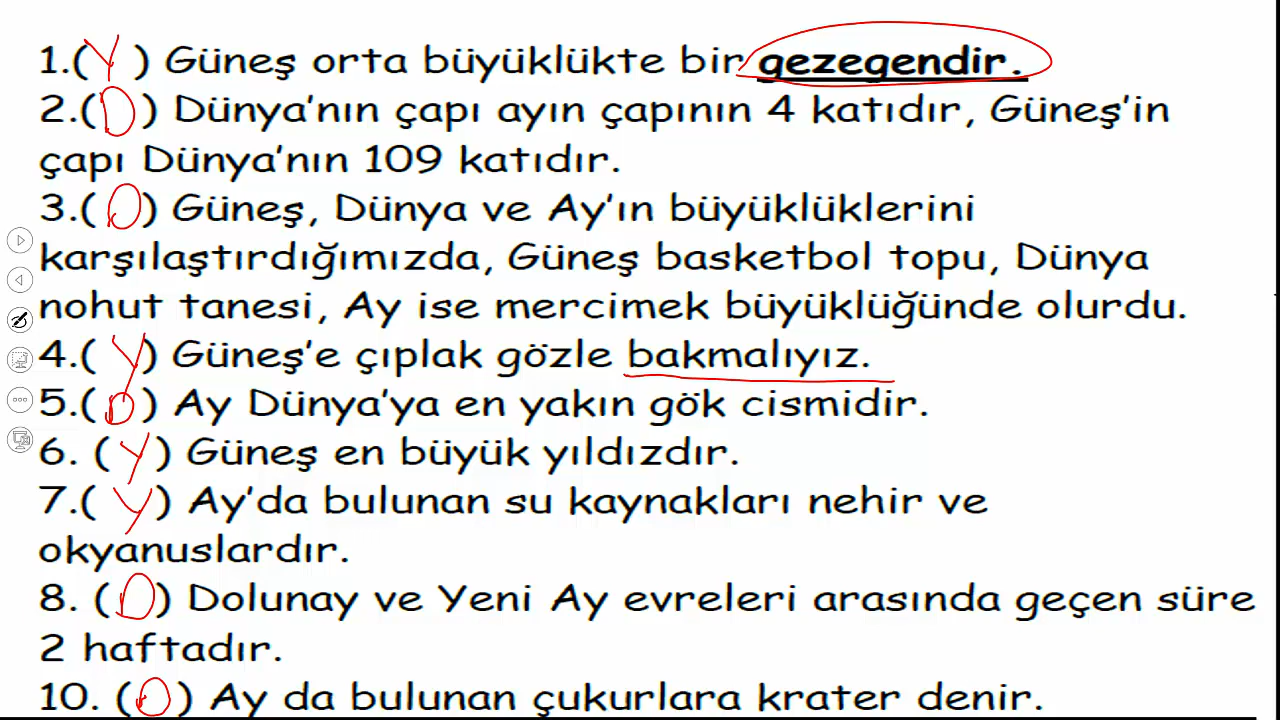 1.(Y) Güneş orta büyüklükte bir gezegendir.
2.(D) Dünya'nın çapı ayın çapının 4 katıdır, Güneş'in
çapı Dünya'nın 109 katıdır.
3.(D) Güneş, Dünya ve Ay'ın büyüklüklerini
karşılaştırdığımızda, Güneş basketbol topu, Dünya
nohut tanesi, Ay ise mercimek büyüklüğünde olurdu.
4.(Y) Güneş'e çıplak gözle bakmalıyız.
5.(D) Ay Dünya'ya en yakın gök cismidir.
6. (Y) Güneş en büyük yıldızdır.
7.(Y) Ay'da bulunan su kaynakları nehir ve
okyanuslardır.
8. (D) Dolunay ve Yeni Ay evreleri arasında geçen süre
2 haftadır.
10. (D) Ay da bulunan çukurlara krater denir.